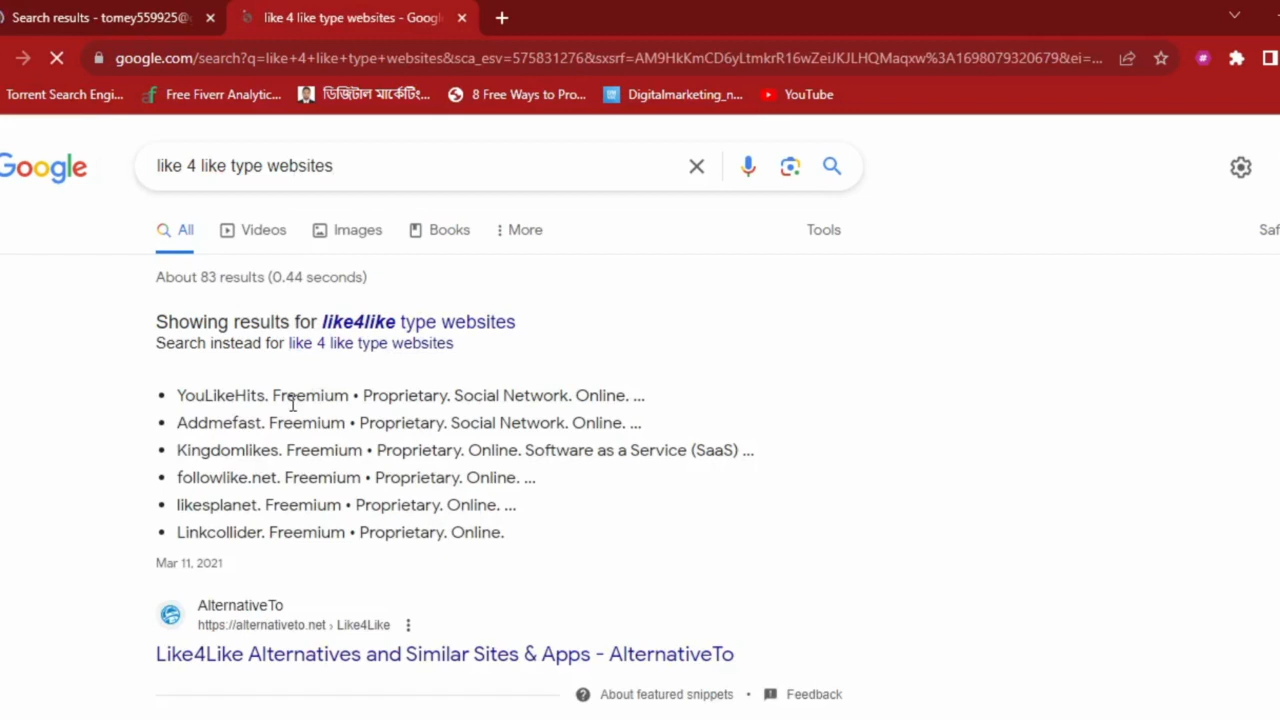 Search results - tomey559925@
like 4 like type websites - Goog
google.com/search?q=like+4+like+type+websites&sca_esv=575831276&sxsrf=AM9HkKmCD6yLtmkrR16wZeiJKJLHQMaqxw%3A1698079320679&ei=...
Torrent Search Engi...
Free Fiverr Analytic...
ডিজিটাল মার্কেটিং...
8 Free Ways to Pro...
Digitalmarketing_n...
YouTube
Google
like 4 like type websites
All
Videos
Images
Books
More
Tools
Saf
About 83 results (0.44 seconds)
Showing results for like4like type websites
Search instead for like 4 like type websites
• YouLikeHits. Freemium • Proprietary. Social Network. Online. ...
• Addmefast. Freemium • Proprietary. Social Network. Online. ...
• Kingdomlikes. Freemium • Proprietary. Online. Software as a Service (SaaS) ...
• followlike.net. Freemium • Proprietary. Online. ...
• likesplanet. Freemium • Proprietary. Online. ...
• Linkcollider. Freemium • Proprietary. Online.
Mar 11, 2021
AlternativeTo
https://alternativeto.net › Like4Like
Like4Like Alternatives and Similar Sites & Apps - AlternativeTo
About featured snippets • Feedback